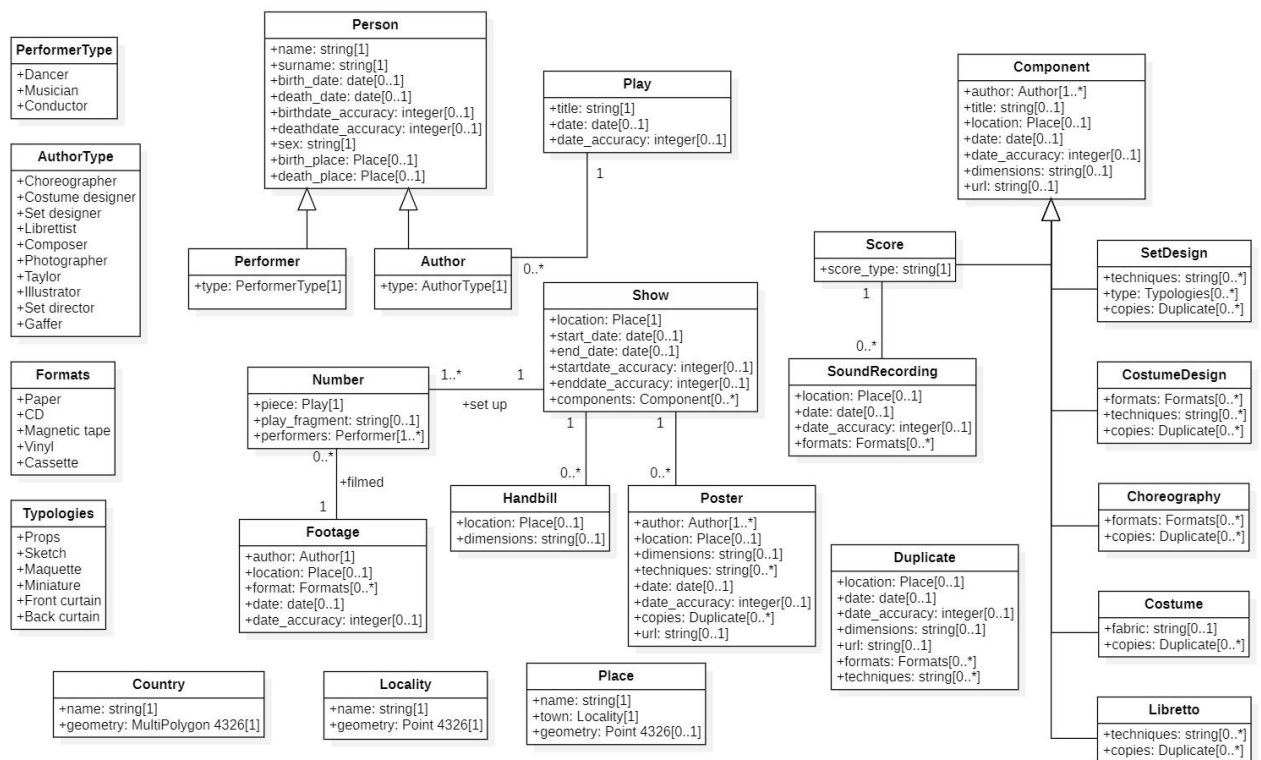 PerformerType
+Dancer
+Musician
+Conductor
AuthorType
+Choreographer
+Costume designer
+Set designer
+Librettist
+Composer
+Photographer
+Taylor
+Illustrator
+Set director
+Gaffer
Formats
+Paper
+CD
+Magnetic tape
+Vinyl
+Cassette
Typologies
+Props
+Sketch
+Maquette
+Miniature
+Front curtain
+Back curtain
Person
+name: string[1]
+surname: string[1]
+birth_date: date[0..1]
+death_date: date[0..1]
+birthdate_accuracy: integer[0..1]
+deathdate_accuracy: integer[0..1]
+sex: string[1]
+birth_place: Place[0..1]
+death_place: Place[0..1]
Performer
+type: PerformerType[1]
Author
+type: AuthorType[1]
0..*
Play
+title: string[1]
+date: date[0..1]
+date_accuracy: integer[0..1]
1
Show
+location: Place[1]
+start_date: date[0..1]
+end_date: date[0..1]
+startdate_accuracy: integer[0..1]
+enddate_accuracy: integer[0..1]
+components: Component[0..*]
Number
+piece: Play[1]
+play_fragment: string[0..1]
+performers: Performer[1..*]
1..*
1
+set up
0..*
+filmed
1
Footage
+author: Author[1]
+location: Place[0..1]
+format: Formats[0..*]
+date: date[0..1]
+date_accuracy: integer[0..1]
1
0..*
Handbill
+location: Place[0..1]
+dimensions: string[0..1]
1
0..*
Poster
+author: Author[1..*]
+location: Place[0..1]
+dimensions: string[0..1]
+techniques: string[0..*]
+date: date[0..1]
+date_accuracy: integer[0..1]
+copies: Duplicate[0..*]
+url: string[0..1]
Country
+name: string[1]
+geometry: MultiPolygon 4326[1]
Locality
+name: string[1]
+geometry: Point 4326[1]
Place
+name: string[1]
+town: Locality[1]
+geometry: Point 4326[0..1]
Component
+author: Author[1..*]
+title: string[0..1]
+location: Place[0..1]
+date: date[0..1]
+date_accuracy: integer[0..1]
+dimensions: string[0..1]
+url: string[0..1]
Score
+score_type: string[1]
1
0..*
SoundRecording
+location: Place[0..1]
+date: date[0..1]
+date_accuracy: integer[0..1]
+formats: Formats[0..*]
Duplicate
+location: Place[0..1]
+date: date[0..1]
+date_accuracy: integer[0..1]
+dimensions: string[0..1]
+url: string[0..1]
+formats: Formats[0..*]
+techniques: string[0..*]
SetDesign
+techniques: string[0..*]
+type: Typologies[0..*]
+copies: Duplicate[0..*]
CostumeDesign
+formats: Formats[0..*]
+techniques: string[0..*]
+copies: Duplicate[0..*]
Choreography
+formats: Formats[0..*]
+copies: Duplicate[0..*]
Costume
+fabric: string[0..1]
+copies: Duplicate[0..*]
Libretto
+techniques: string[0..*]
+copies: Duplicate[0..*]